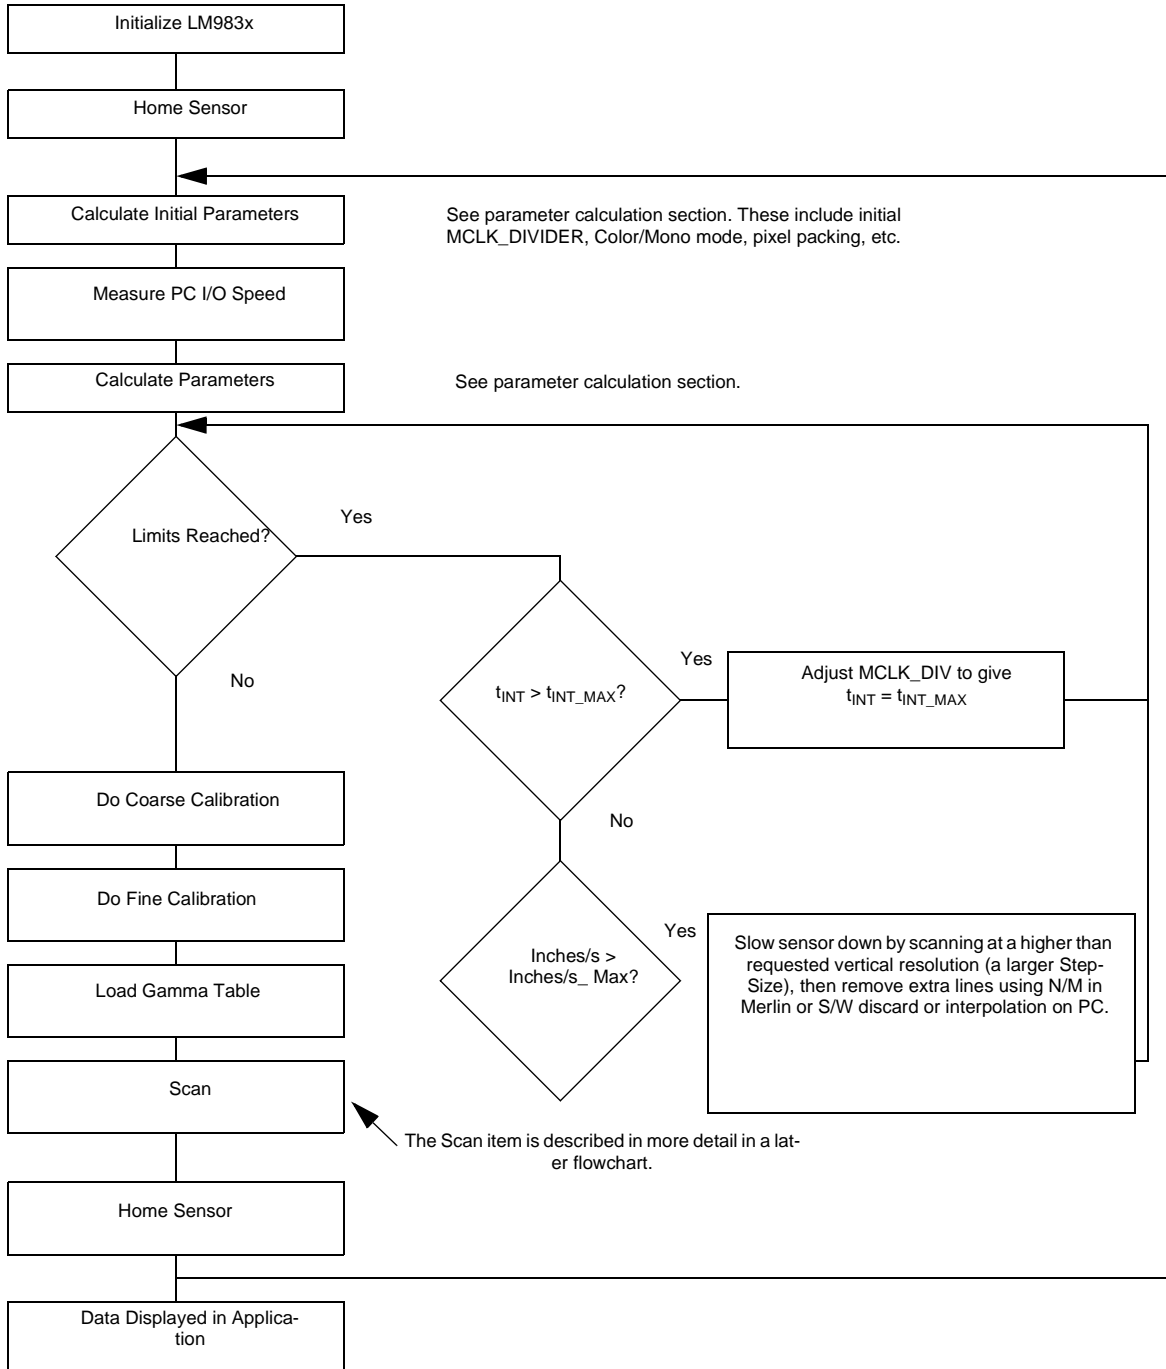 Initialize LM983x
Home Sensor
Calculate Initial Parameters
See parameter calculation section. These include initial
MCLK_DIVIDER, Color/Mono mode, pixel packing, etc.
Measure PC I/O Speed
Calculate Parameters
See parameter calculation section.
Limits Reached?
Yes
No
tINT > tINT_MAX?
Yes
Adjust MCLK_DIV to give
tINT = tINT_MAX
No
Do Coarse Calibration
Do Fine Calibration
Inches/s >
Inches/s_ Max?
Yes
Slow sensor down by scanning at a higher than
requested vertical resolution (a larger Step-
Size), then remove extra lines using N/M in
Merlin or S/W discard or interpolation on PC.
Load Gamma Table
Scan
The Scan item is described in more detail in a lat-
er flowchart.
Home Sensor
Data Displayed in Applica-
tion